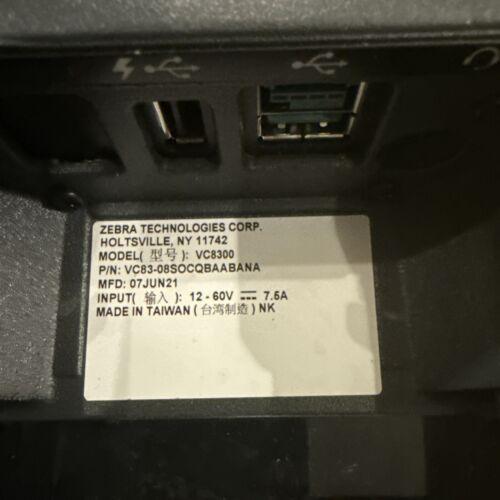 ZEBRA TECHNOLOGIES CORP.
HOLTSVILLE, NY 11742
MODEL( 型号 ): VC8300
P/N: VC83-08SOCQBAABANA
MFD: 07JUN21
INPUT( 输入 ): 12 - 60V ⎓ 7.5A
MADE IN TAIWAN ( 台湾制造 ) NK